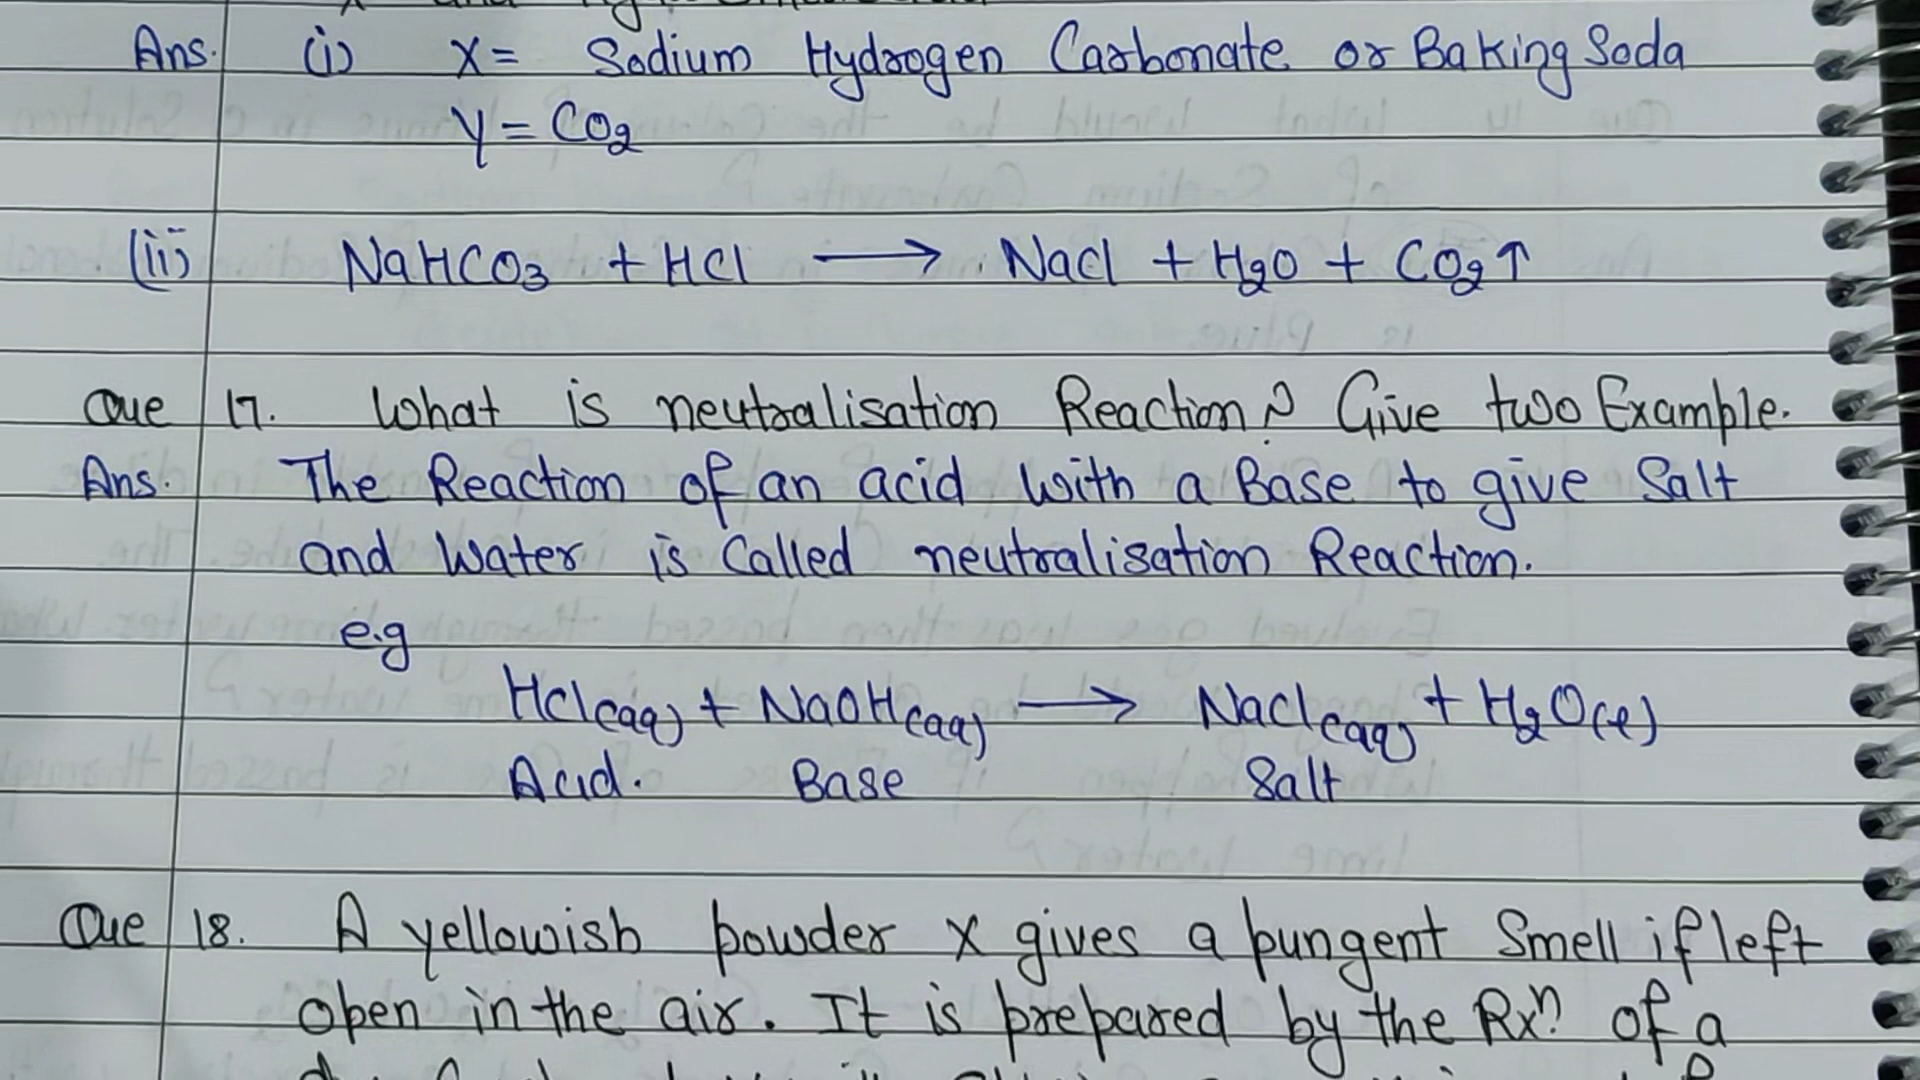 Ans. (i) X = Sodium Hydrogen Carbonate or Baking Soda
Y = CO2
(ii) NaHCO3 + HCl → NaCl + H2O + CO2↑
Que 17. What is neutralisation Reaction? Give two Example.
Ans. The Reaction of an acid with a Base to give Salt
and Water is Called neutralisation Reaction.
e.g
HCl(aq) + NaOH(aq) → NaCl(aq) + H2O(l)
Acid. Base Salt
Que 18. A yellowish powder X gives a pungent Smell if left
open in the air. It is prepared by the Rxn of a